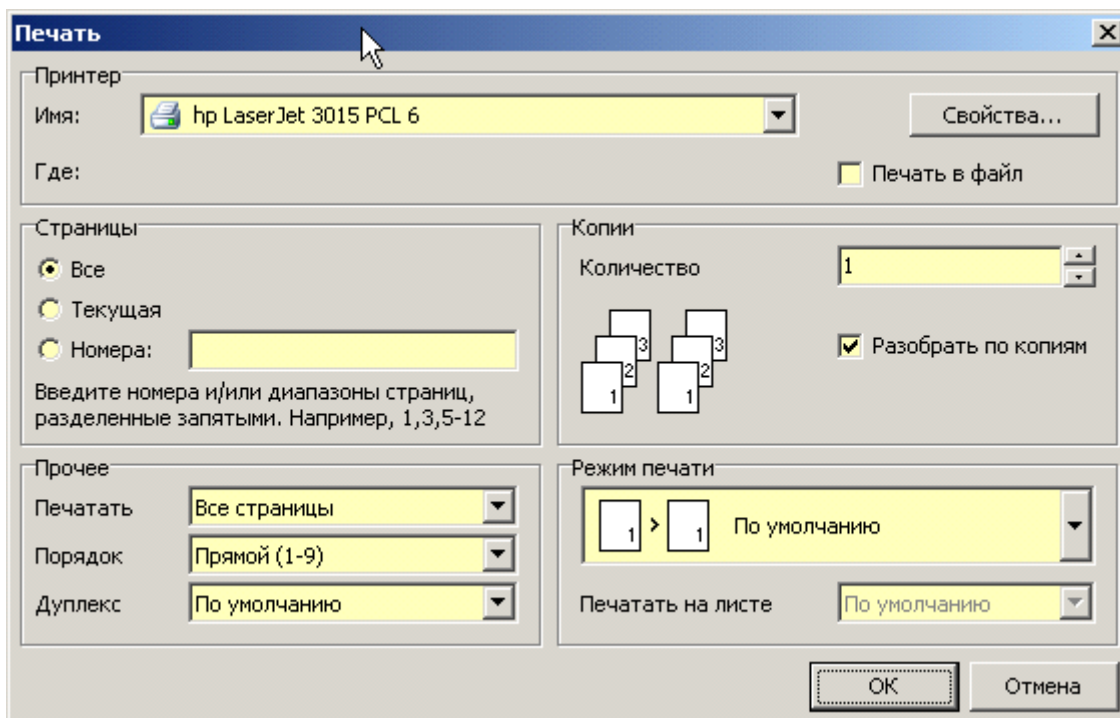 Печать
Принтер
Имя: hp LaserJet 3015 PCL 6 Свойства...
Где: Печать в файл
Страницы
Все
Текущая
Номера:
Введите номера и/или диапазоны страниц,
разделенные запятыми. Например, 1,3,5-12
Копии
Количество 1
3 3
2 2
1 1
Разобрать по копиям
Прочее
Печатать Все страницы
Порядок Прямой (1-9)
Дуплекс По умолчанию
Режим печати
1 > 1 По умолчанию
Печатать на листе По умолчанию
ОК Отмена